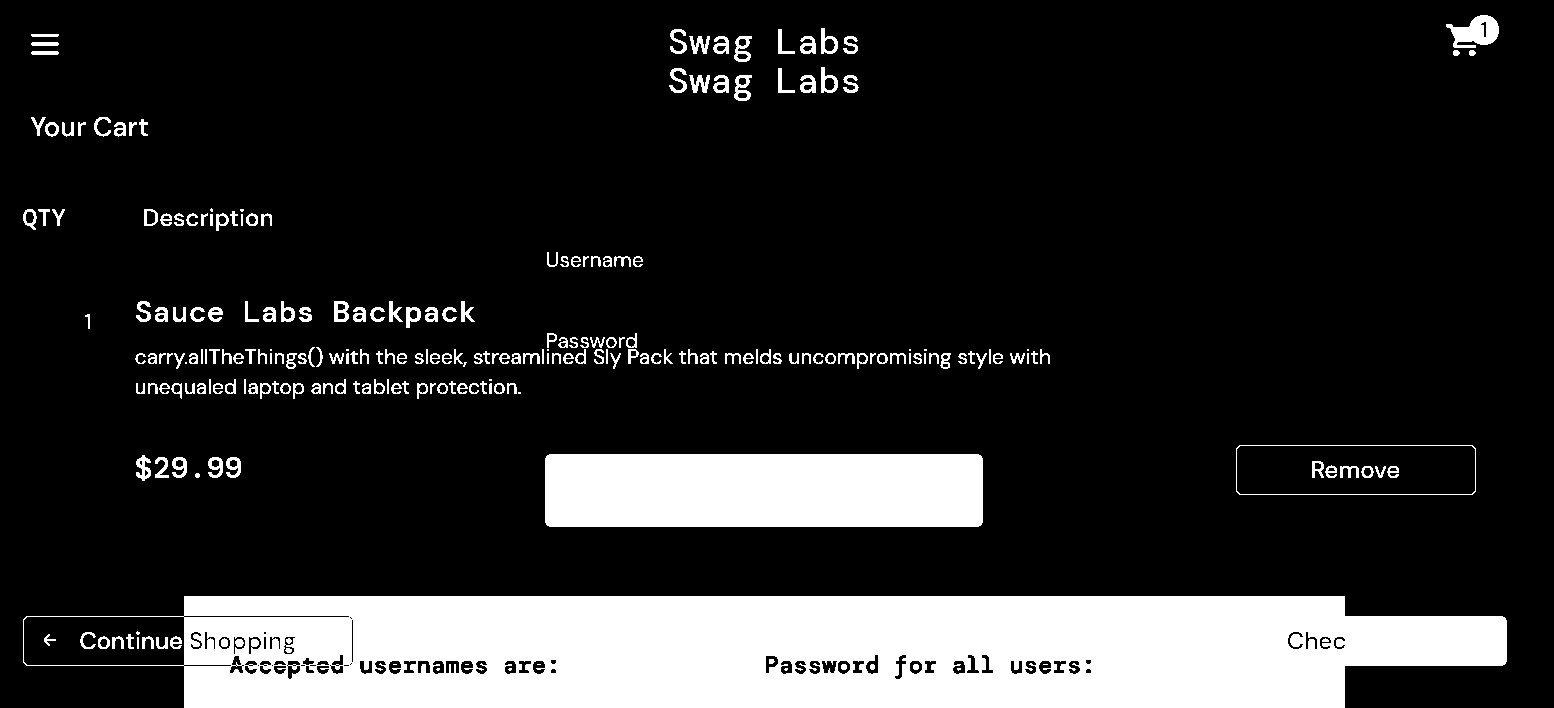 Swag Labs
1
Swag Labs
Your Cart
QTY Description
Username
1 Sauce Labs Backpack
Password
carry.allTheThings() with the sleek, streamlined Sly Pack that melds uncompromising style with
unequaled laptop and tablet protection.
$29.99
Remove
Continue Shopping
Chec
Accepted usernames are:
Password for all users: